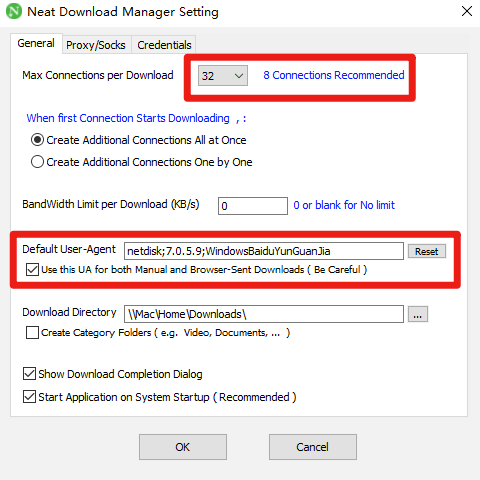 Neat Download Manager Setting
General Proxy/Socks Credentials
Max Connections per Download 32 8 Connections Recommended
When first Connection Starts Downloading , :
Create Additional Connections All at Once
Create Additional Connections One by One
BandWidth Limit per Download (KB/s) 0 0 or blank for No limit
Default User-Agent netdisk;7.0.5.9;WindowsBaiduYunGuanJia Reset
Use this UA for both Manual and Browser-Sent Downloads ( Be Careful )
Download Directory \\Mac\Home\Downloads\ ...
Create Category Folders ( e.g. Video, Documents, ... )
Show Download Completion Dialog
Start Application on System Startup ( Recommended )
OK Cancel